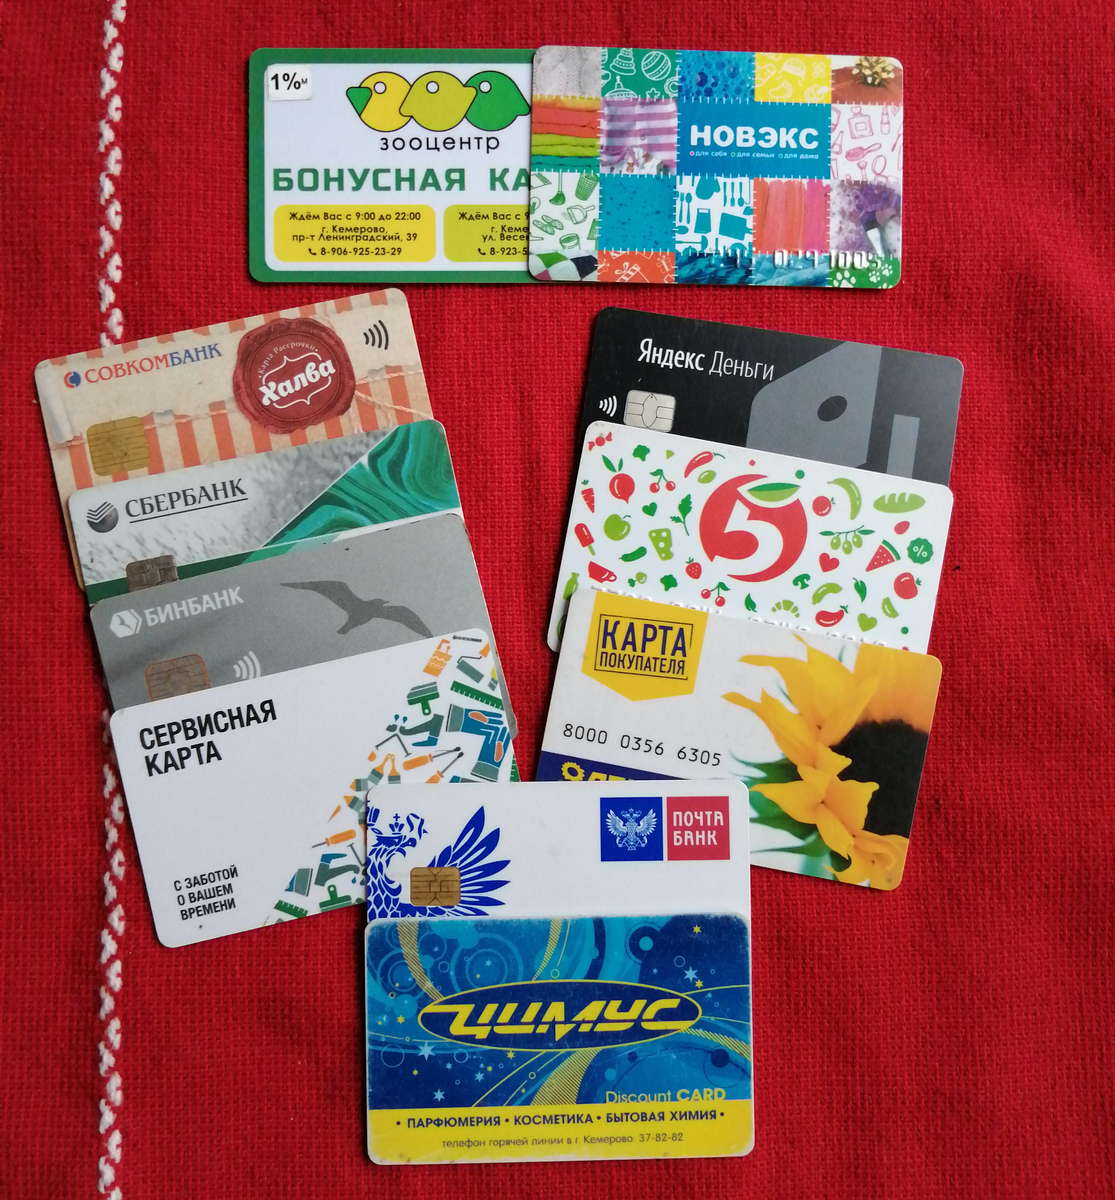 1%м
зооцентр
БОНУСНАЯ КА
Ждём Вас с 9:00 до 22:00
г. Кемерово,
пр-т Ленинградский, 39
8-906-925-23-29
Ждём Вас с 9
г. Кеме
ул. Весе
8-923-5
НОВЭКС
для себя для семьи для дома
СОВКОМБАНК
Карта Рассрочки
Халва
СБЕРБАНК
БИНБАНК
СЕРВИСНАЯ
КАРТА
С ЗАБОТОЙ
О ВАШЕМ
ВРЕМЕНИ
Яндекс Деньги
5
%
КАРТА
ПОКУПАТЕЛЯ
8000 0356 6305
ПОЧТА
БАНК
ЦИМУС
Discount CARD
• ПАРФЮМЕРИЯ • КОСМЕТИКА • БЫТОВАЯ ХИМИЯ •
телефон горячей линии в г. Кемерово 37-82-82